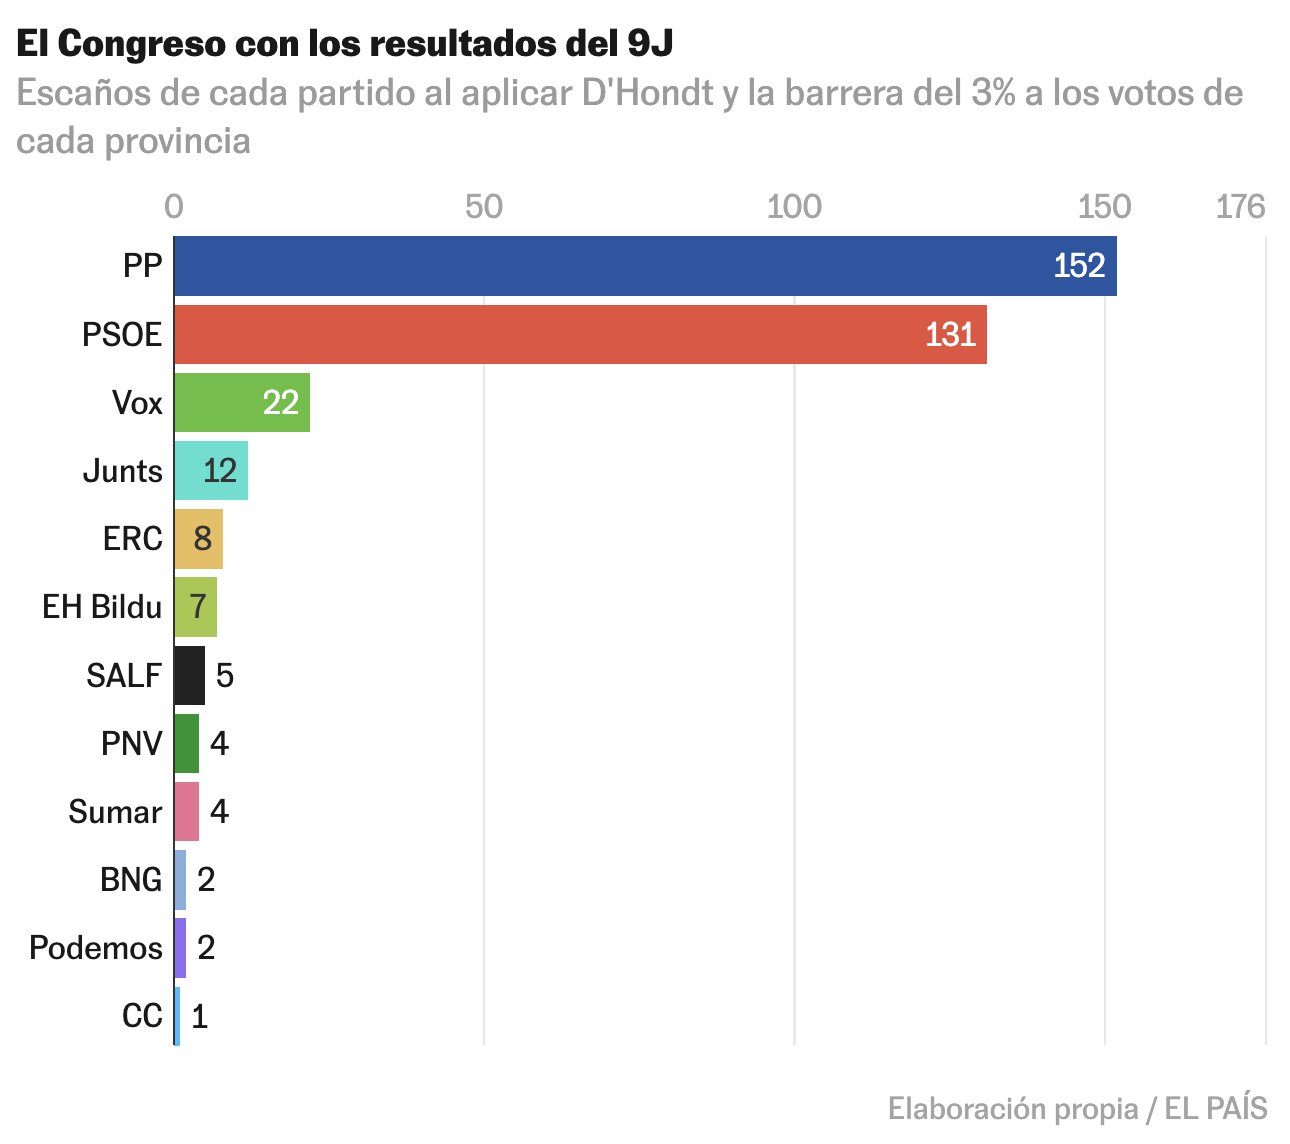 El Congreso con los resultados del 9J
Escaños de cada partido al aplicar D'Hondt y la barrera del 3% a los votos de
cada provincia
0 50 100 150 176
PP 152
PSOE 131
Vox 22
Junts 12
ERC 8
EH Bildu 7
SALF 5
PNV 4
Sumar 4
BNG 2
Podemos 2
CC 1
Elaboración propia / EL PAÍS